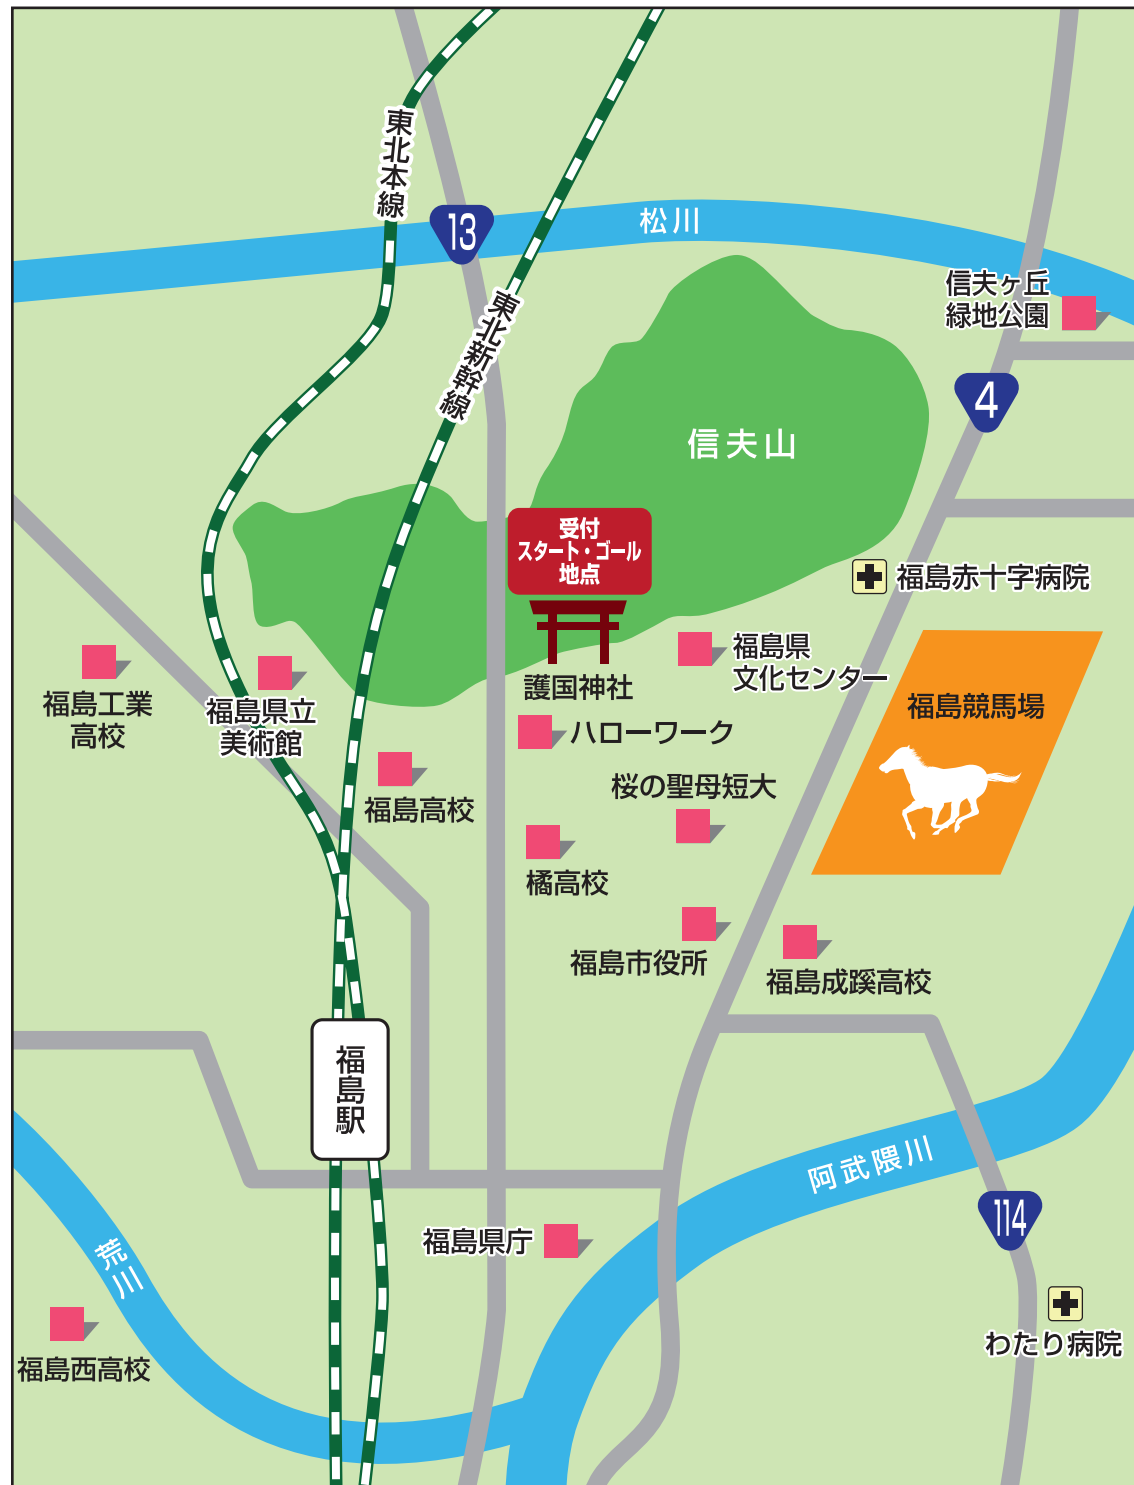 東北本線
13
松川
信夫ヶ丘
緑地公園
東北新幹線
4
信夫山
受付
スタート・ゴール
地点
福島赤十字病院
福島県
文化センター
護国神社
福島工業
高校
福島県立
美術館
福島競馬場
ハローワーク
福島高校
桜の聖母短大
橘高校
福島市役所
福島成蹊高校
福島駅
阿武隈川
114
福島県庁
荒川
わたり病院
福島西高校